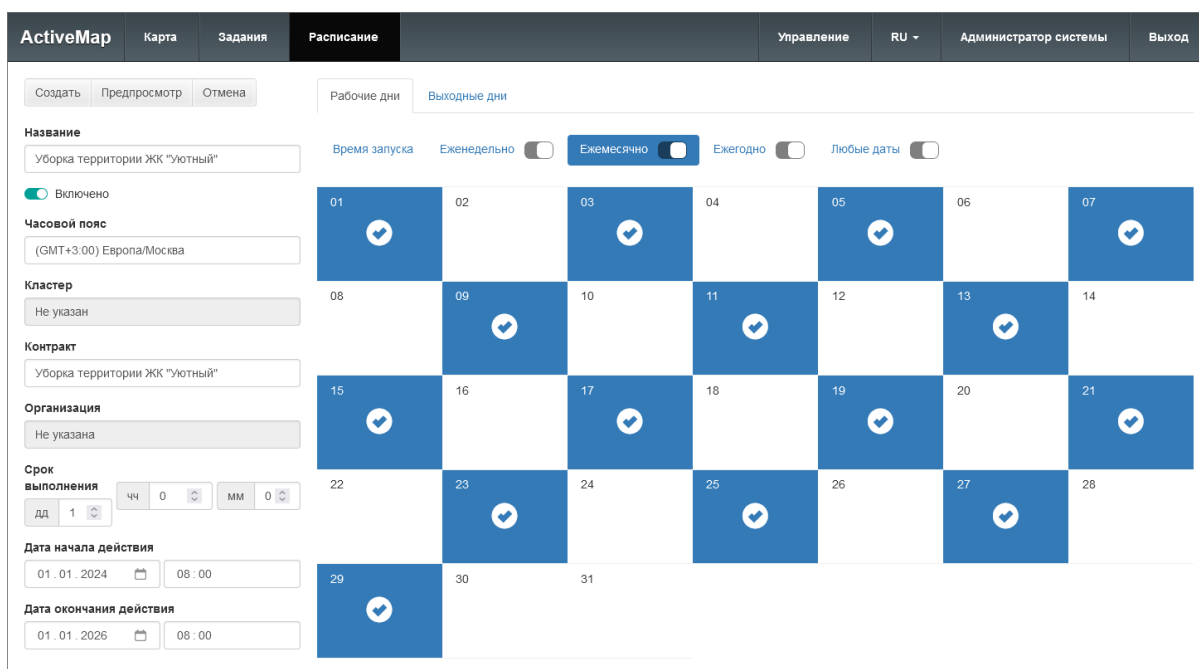 ActiveMap Карта Задания Расписание Управление RU Администратор системы Выход
Создать Предпросмотр Отмена
Рабочие дни Выходные дни
Название
Уборка территории ЖК "Уютный"
Включено
Часовой пояс
(GMT+3:00) Европа/Москва
Кластер
Не указан
Контракт
Уборка территории ЖК "Уютный"
Организация
Не указана
Срок
выполнения
дд 1 чч 0 мм 0
Дата начала действия
01.01.2024 08:00
Дата окончания действия
01.01.2026 08:00
Время запуска Еженедельно Ежемесячно Ежегодно Любые даты
01 02 03 04 05 06 07
08 09 10 11 12 13 14
15 16 17 18 19 20 21
22 23 24 25 26 27 28
29 30 31